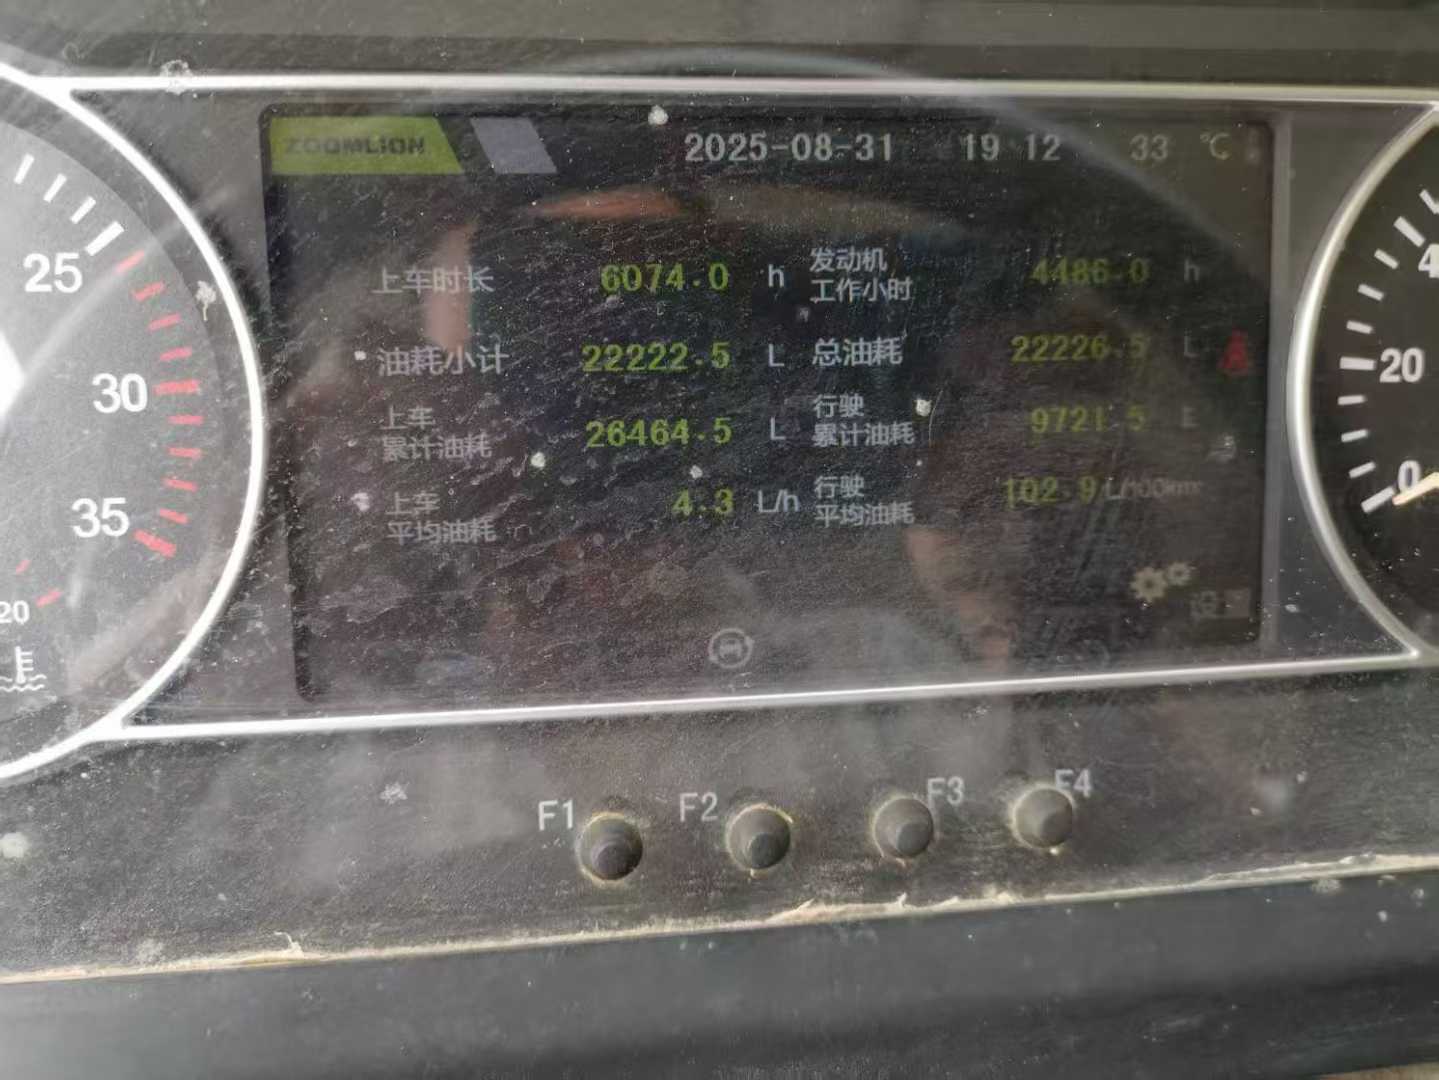 ZOOMLION 2025-08-31 19 12 33 ℃
上车时长 6074.0 h 发动机工作小时 4486.0 h
油耗小计 22222.5 L 总油耗 22226.5 L
上车累计油耗 26464.5 L 行驶累计油耗 9721.5 L
上车平均油耗 4.3 L/h 行驶平均油耗 102.9 L/100km
25
30
35
20
4
20
0
F1 F2 F3 F4